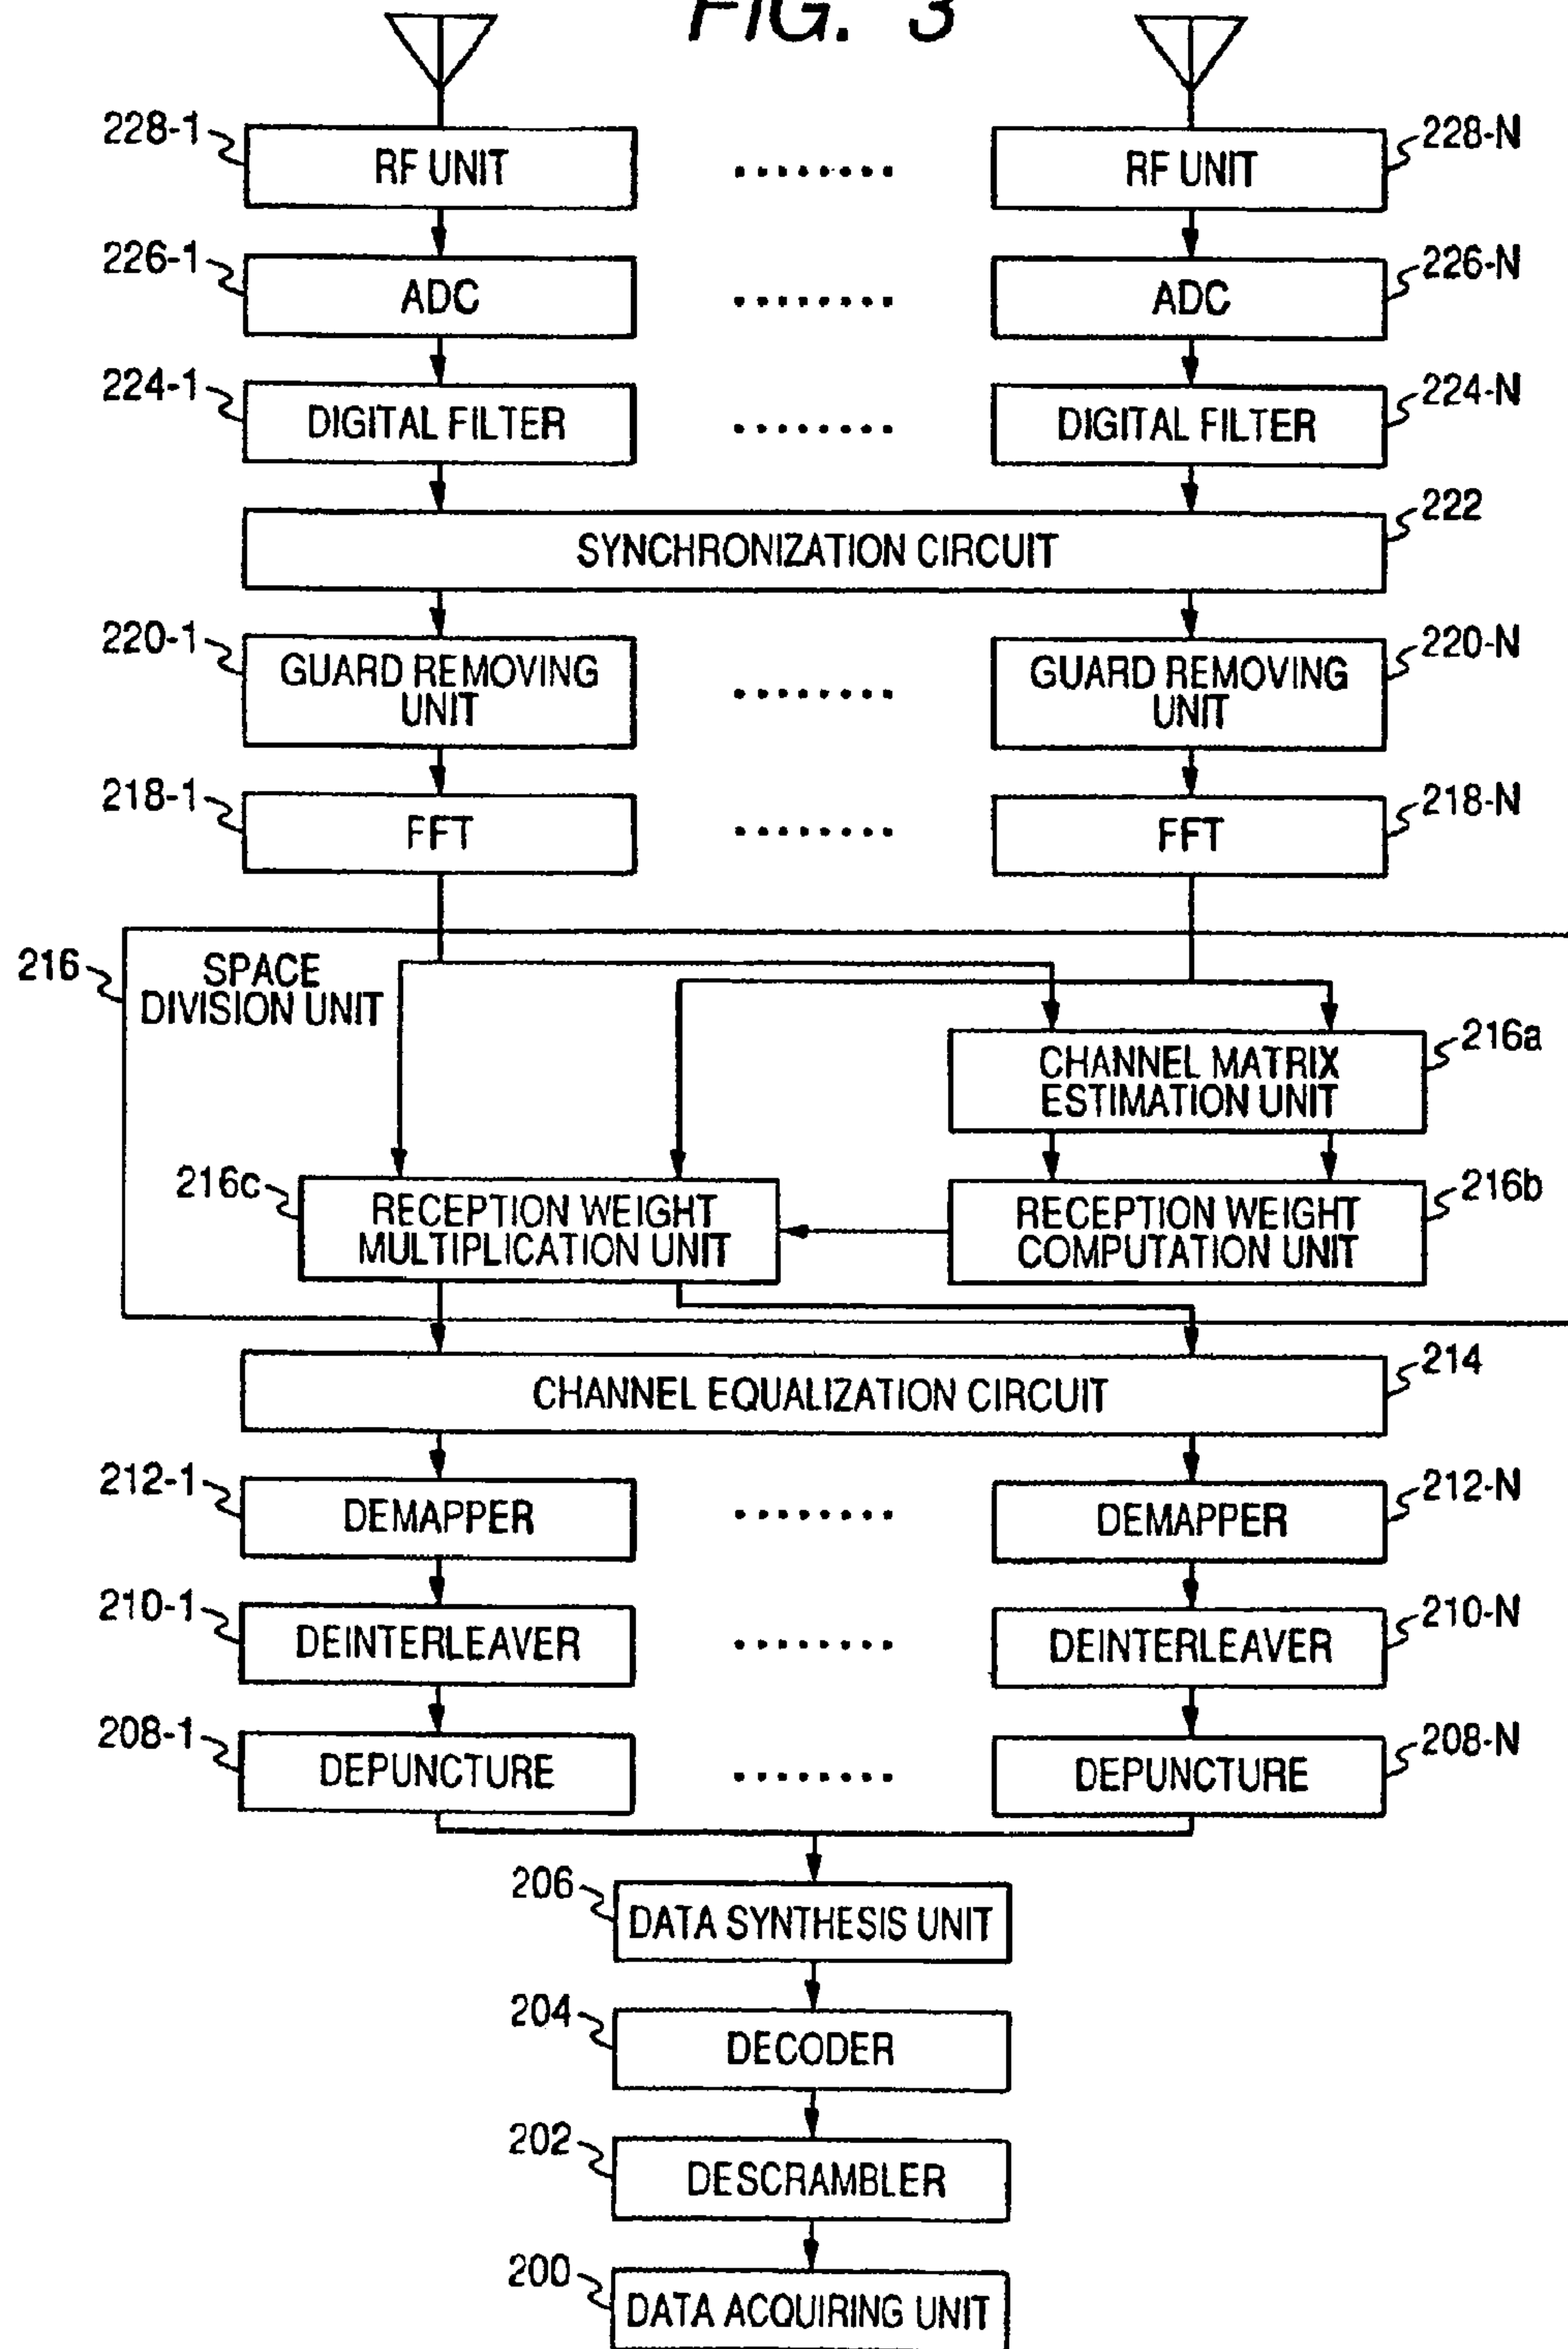 FIG. 3
228-1
RF UNIT
........
RF UNIT
228-N
226-1
ADC
........
ADC
226-N
224-1
DIGITAL FILTER
........
DIGITAL FILTER
224-N
222
SYNCHRONIZATION CIRCUIT
220-1
GUARD REMOVING
UNIT
........
GUARD REMOVING
UNIT
220-N
218-1
FFT
........
FFT
218-N
216
SPACE
DIVISION UNIT
216a
CHANNEL MATRIX
ESTIMATION UNIT
216c
RECEPTION WEIGHT
MULTIPLICATION UNIT
RECEPTION WEIGHT
COMPUTATION UNIT
216b
214
CHANNEL EQUALIZATION CIRCUIT
212-1
DEMAPPER
........
DEMAPPER
212-N
210-1
DEINTERLEAVER
........
DEINTERLEAVER
210-N
208-1
DEPUNCTURE
........
DEPUNCTURE
208-N
206
DATA SYNTHESIS UNIT
204
DECODER
202
DESCRAMBLER
200
DATA ACQUIRING UNIT